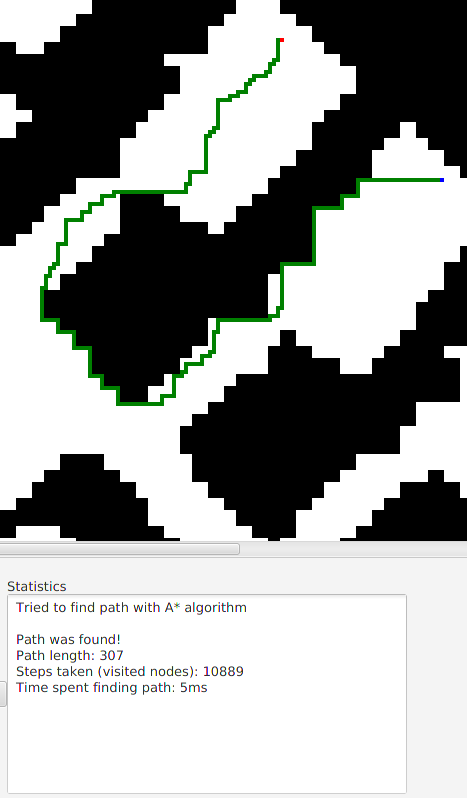 Statistics
Tried to find path with A* algorithm
Path was found!
Path length: 307
Steps taken (visited nodes): 10889
Time spent finding path: 5ms